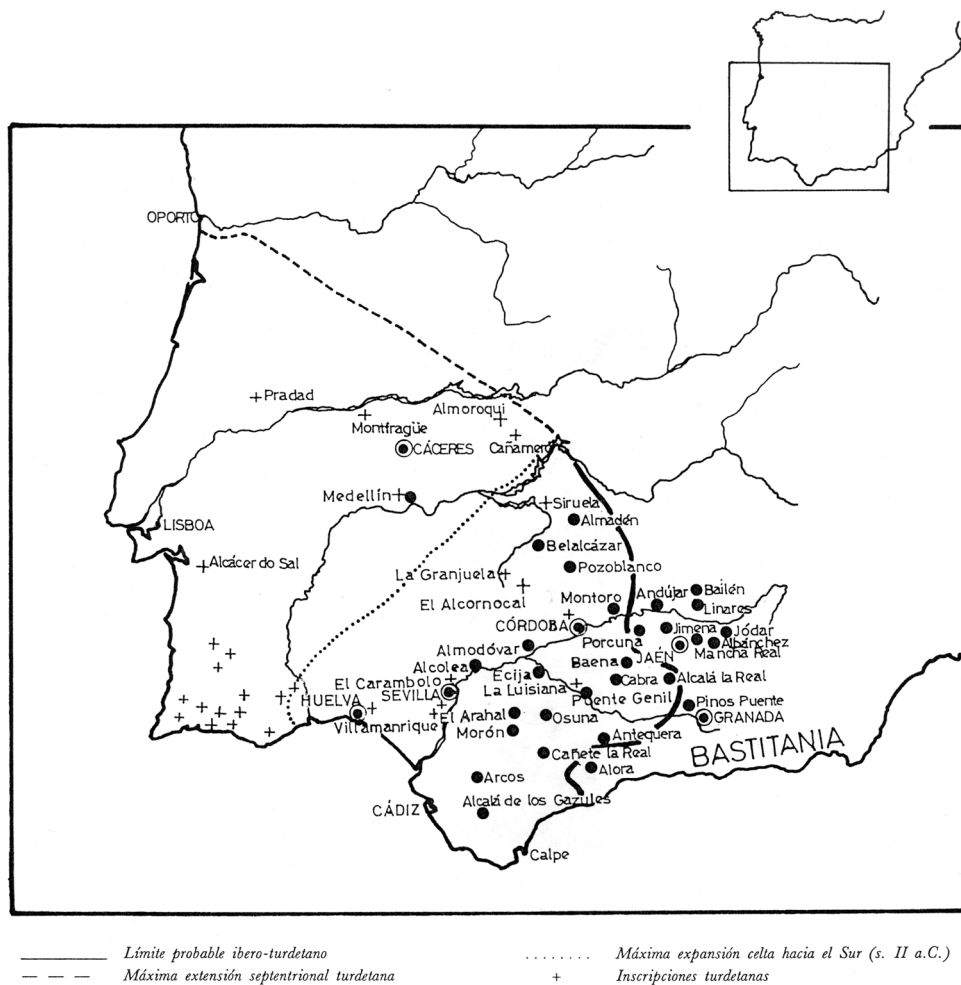 OPORTO
Pradad
Almoroqui
Montfragüe
Cañamero
CÁCERES
Medellín
Siruela
Almadén
LISBOA
Belalcázar
Alcácer do Sal
Pozoblanco
La Granjuela
El Alcornocal
Montoro
Andújar
Bailén
Linares
CÓRDOBA
Porcuna
Jimena
Jódar
Albánchez
Mancha Real
Almodóvar
Baena
JAÉN
Alcolea
Ecija
Cabra
Alcalá la Real
El Carambolo
SEVILLA
La Luisiana
Puente Genil
Pinos Puente
HUELVA
Villamanrique
El Arahal
Osuna
GRANADA
Morón
Antequera
BASTITANIA
Cañete la Real
Alora
Arcos
Alcalá de los Gazules
CÁDIZ
Calpe
Límite probable ibero-turdetano
Máxima extensión septentrional turdetana
Máxima expansión celta hacia el Sur (s. II a.C.)
+ Inscripciones turdetanas